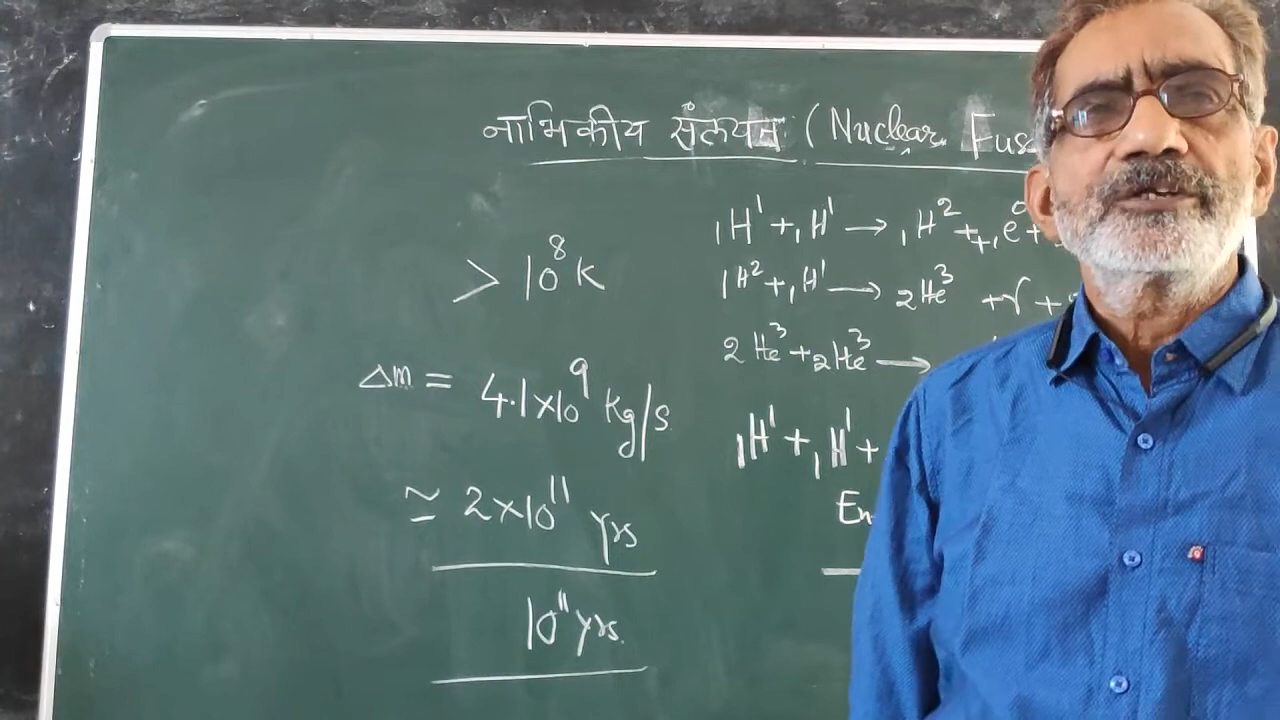 नाभिकीय संलयन (Nuclear Fus
> 10⁸ K
Δm = 4.1×10⁹ Kg/s
≃ 2×10¹¹ yrs
10¹¹ yrs.
₁H¹ + ₁H¹ → ₁H² + ₊₁e⁰ +
₁H² + ₁H¹ → ₂He³ + γ +
₂He³ + ₂He³ →
₁H¹ + ₁H¹ +
En